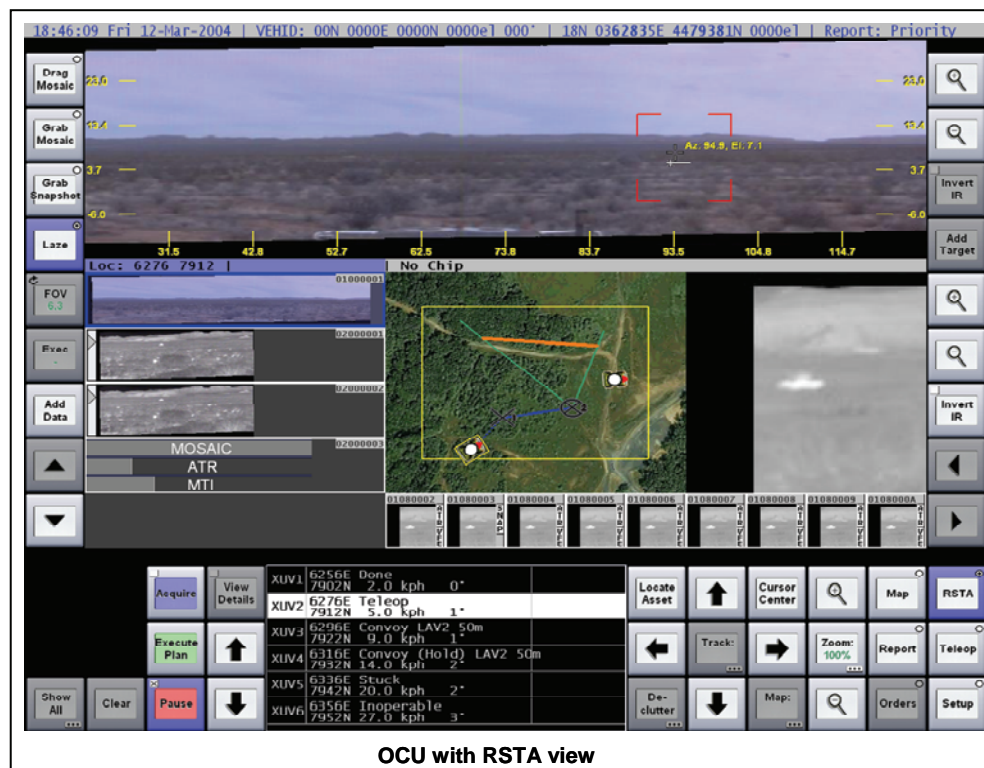 18:46:09 Fri 12-Mar-2004 | VEHID: 00N 0000E 0000N 0000el 000° | 18N 0362835E 4479381N 0000el | Report: Priority
Drag Mosaic
Grab Mosaic
Grab Snapshot
Laze
23.0
13.4
3.7
-6.0
23.0
13.4
3.7
-6.0
Az: 94.9, El: 7.1
31.5 42.8 52.7 62.5 73.8 83.7 93.5 104.8 114.7
Invert IR
Add Target
Loc: 6276 7912 |
No Chip
FOV 6.3
Exec
-
Add Data
01000001
02000001
02000002
02000003
MOSAIC
ATR
MTI
Invert IR
01080002 01080003 01080004 01080005 01080006 01080007 01080008 01080009 0108000A
SNAP
Acquire
View Details
Execute Plan
Show All
Clear
Pause
XUV1 6256E Done
7902N 2.0 kph 0°
XUV2 6276E Teleop
7912N 5.0 kph 1°
XUV3 6296E Convoy LAV2 50m
7922N 9.0 kph 1°
XUV4 6316E Convoy (Hold) LAV2 50m
7932N 14.0 kph 2°
XUV5 6336E Stuck
7942N 20.0 kph 2°
XUV6 6356E Inoperable
7952N 27.0 kph 3°
Locate Asset
Cursor Center
Map
RSTA
Track:
Zoom: 100%
Report
Teleop
De-clutter
Map:
Orders
Setup
OCU with RSTA view